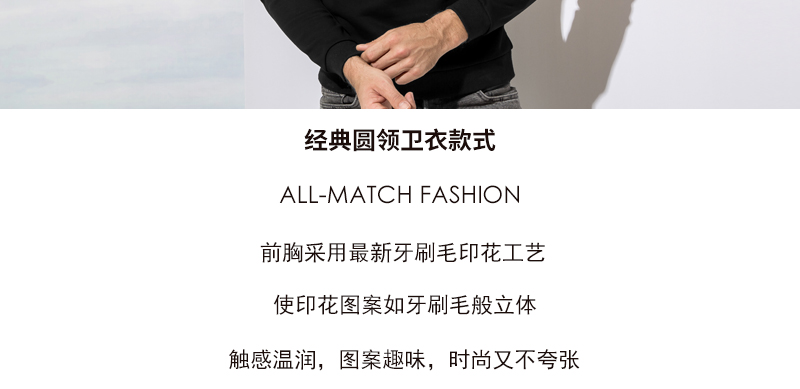 经典圆领卫衣款式
ALL-MATCH FASHION
前胸采用最新牙刷毛印花工艺
使印花图案如牙刷毛般立体
触感温润，图案趣味，时尚又不夸张